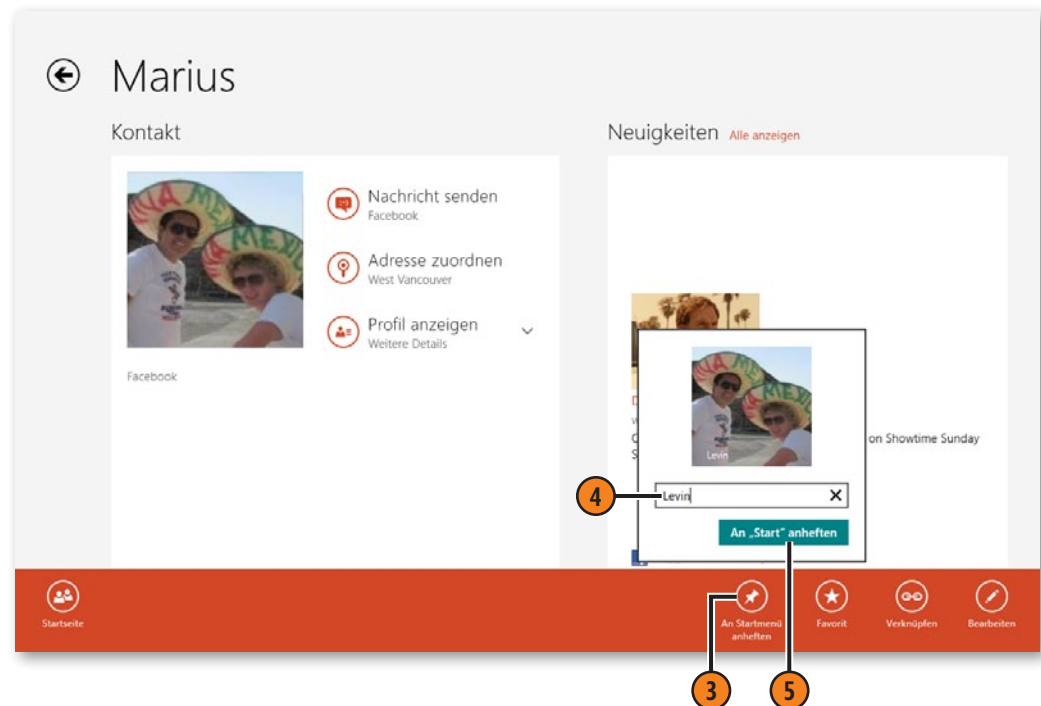 Marius
Kontakt
Nachricht senden
Facebook
Adresse zuordnen
West Vancouver
Profil anzeigen
Weitere Details
Facebook
Neuigkeiten Alle anzeigen
on Showtime Sunday
Levin
4
Levin
An „Start“ anheften
Startseite
An Startmenü
anheften
Favorit
Verknüpfen
Bearbeiten
3
5